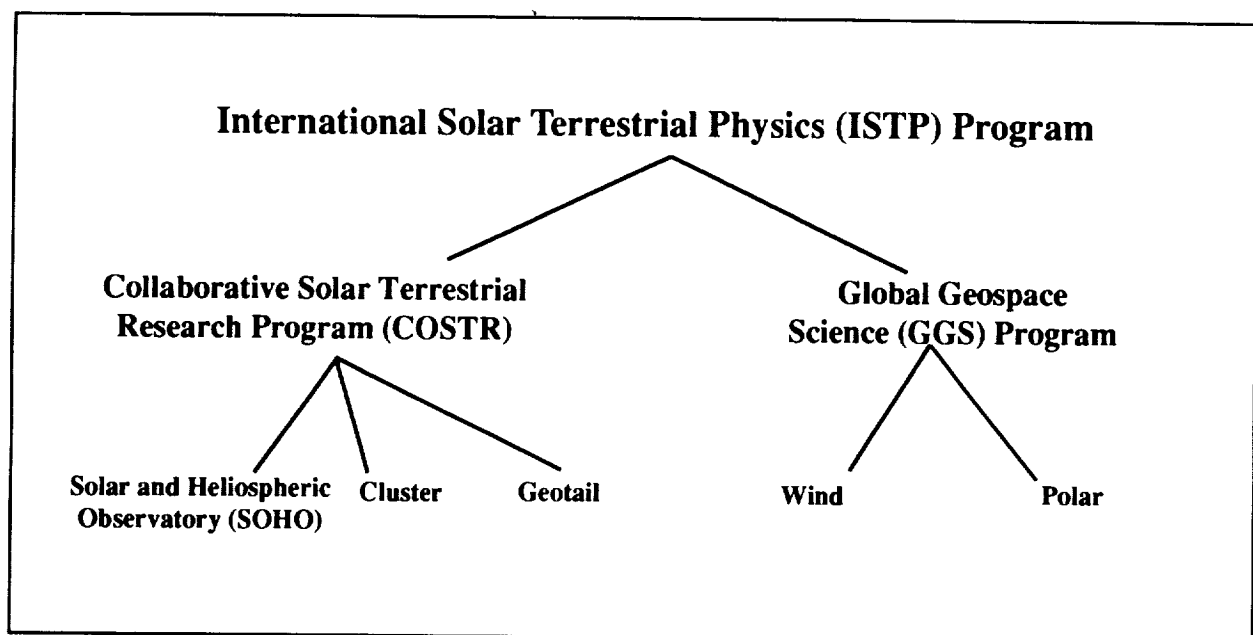 International Solar Terrestrial Physics (ISTP) Program
Collaborative Solar Terrestrial
Research Program (COSTR)
Global Geospace
Science (GGS) Program
Solar and Heliospheric
Observatory (SOHO)
Cluster
Geotail
Wind
Polar